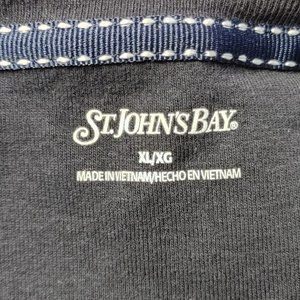 ST. JOHN'S BAY®
XL/XG
MADE IN VIETNAM/HECHO EN VIETNAM